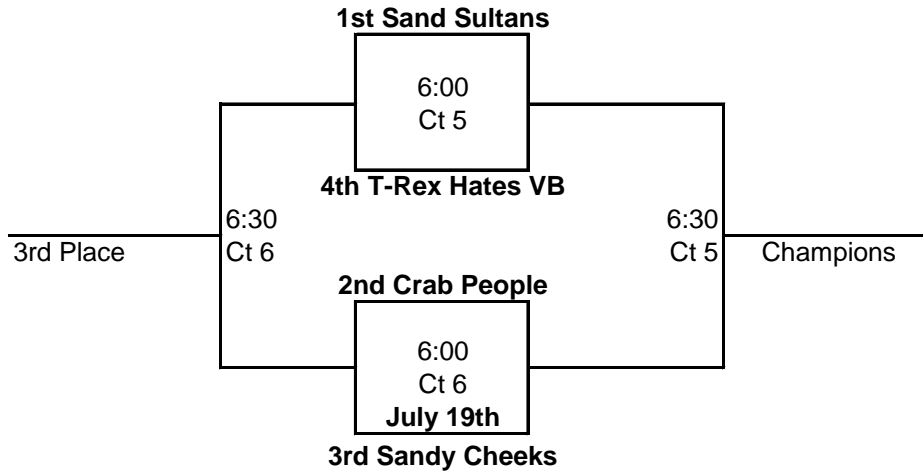 1st Sand Sultans
6:00
Ct 5
4th T-Rex Hates VB
6:30
Ct 6
3rd Place
6:30
Ct 5
Champions
2nd Crab People
6:00
Ct 6
July 19th
3rd Sandy Cheeks